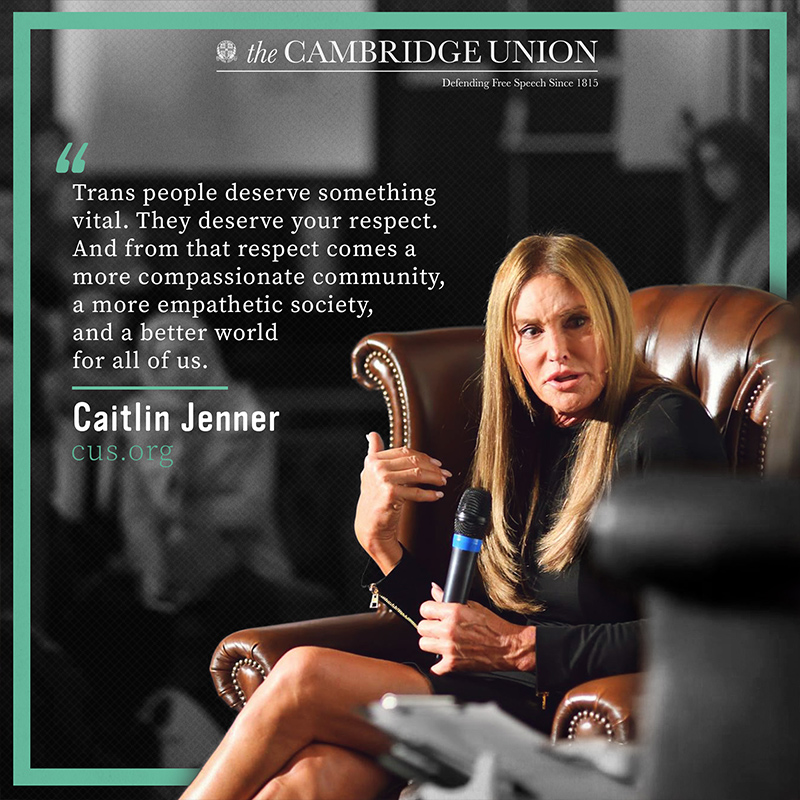 the CAMBRIDGE UNION
Defending Free Speech Since 1815
“
Trans people deserve something
vital. They deserve your respect.
And from that respect comes a
more compassionate community,
a more empathetic society,
and a better world
for all of us.
Caitlin Jenner
cus.org